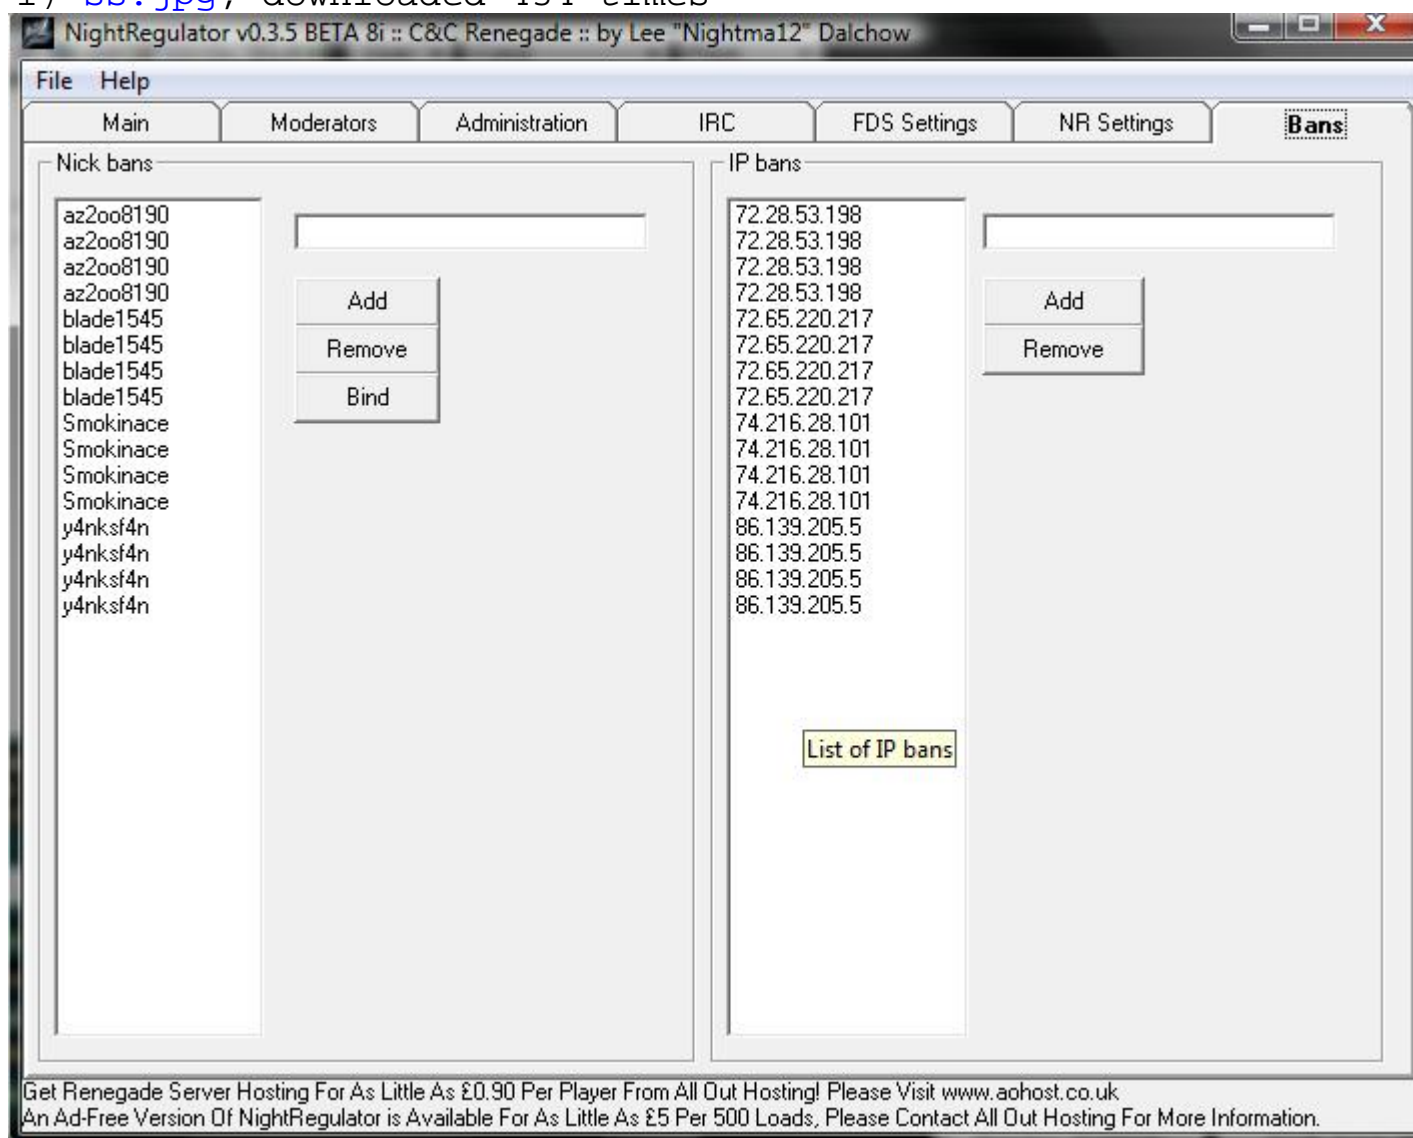 1) ss.jpg, downloaded 434 times
NightRegulator v0.3.5 BETA 8i :: C&C Renegade :: by Lee "Nightma12" Dalchow
File Help
Main Moderators Administration IRC FDS Settings NR Settings Bans
Nick bans
az2oo8190
az2oo8190
az2oo8190
az2oo8190
blade1545
blade1545
blade1545
blade1545
Smokinace
Smokinace
Smokinace
Smokinace
y4nksf4n
y4nksf4n
y4nksf4n
y4nksf4n
Add
Remove
Bind
IP bans
72.28.53.198
72.28.53.198
72.28.53.198
72.28.53.198
72.65.220.217
72.65.220.217
72.65.220.217
72.65.220.217
74.216.28.101
74.216.28.101
74.216.28.101
74.216.28.101
86.139.205.5
86.139.205.5
86.139.205.5
86.139.205.5
Add
Remove
List of IP bans
Get Renegade Server Hosting For As Little As £0.90 Per Player From All Out Hosting! Please Visit www.aohost.co.uk
An Ad-Free Version Of NightRegulator is Available For As Little As £5 Per 500 Loads, Please Contact All Out Hosting For More Information.